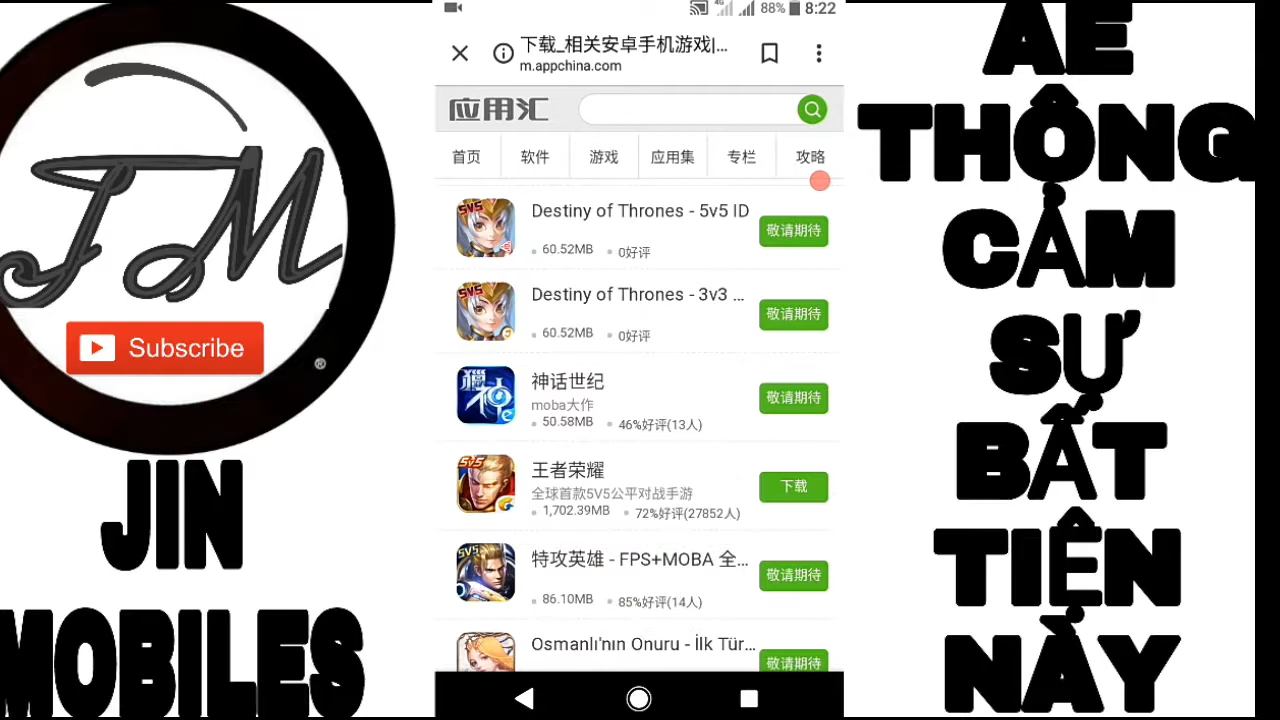 JM
Subscribe
®
JIN
MOBILES
4G
88%
8:22
下载_相关安卓手机游戏|...
m.appchina.com
应用汇
首页
软件
游戏
应用集
专栏
攻略
5V5
Destiny of Thrones - 5v5 ID
60.52MB
0好评
敬请期待
5V5
Destiny of Thrones - 3v3 ...
60.52MB
0好评
敬请期待
獵神
神话世纪
moba大作
50.58MB
46%好评(13人)
敬请期待
5V5
王者荣耀
全球首款5V5公平对战手游
1,702.39MB
72%好评(27852人)
下载
5V5
特攻英雄 - FPS+MOBA 全...
86.10MB
85%好评(14人)
敬请期待
Osmanlı'nın Onuru - İlk Tür...
敬请期待
AE
THÔNG
CẢM
SỰ
BẤT
TIỆN
NÀY